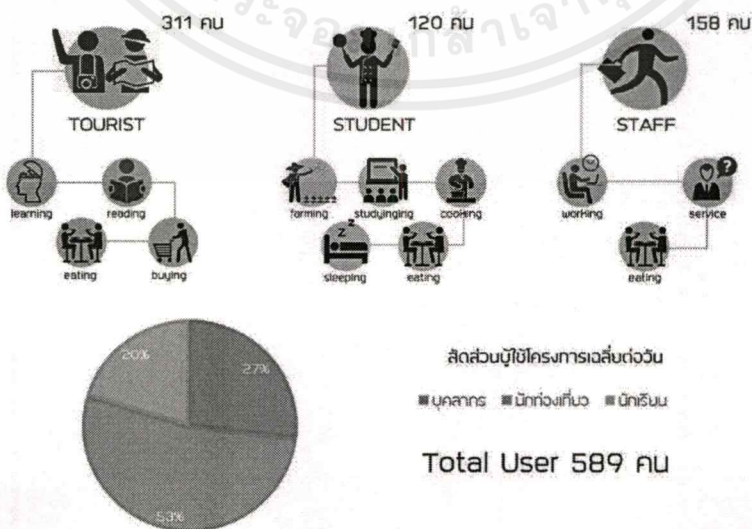 311 คน
120 คน
158 คน
TOURIST
STUDENT
STAFF
learning
reading
eating
buying
farming
studyinging
cooking
sleeping
eating
working
service
eating
20%
27%
53%
สัดส่วนผู้ใช้โครงการเฉลี่ยต่อวัน
บุคลากร นักท่องเที่ยว นักเรียน
Total User 589 คน